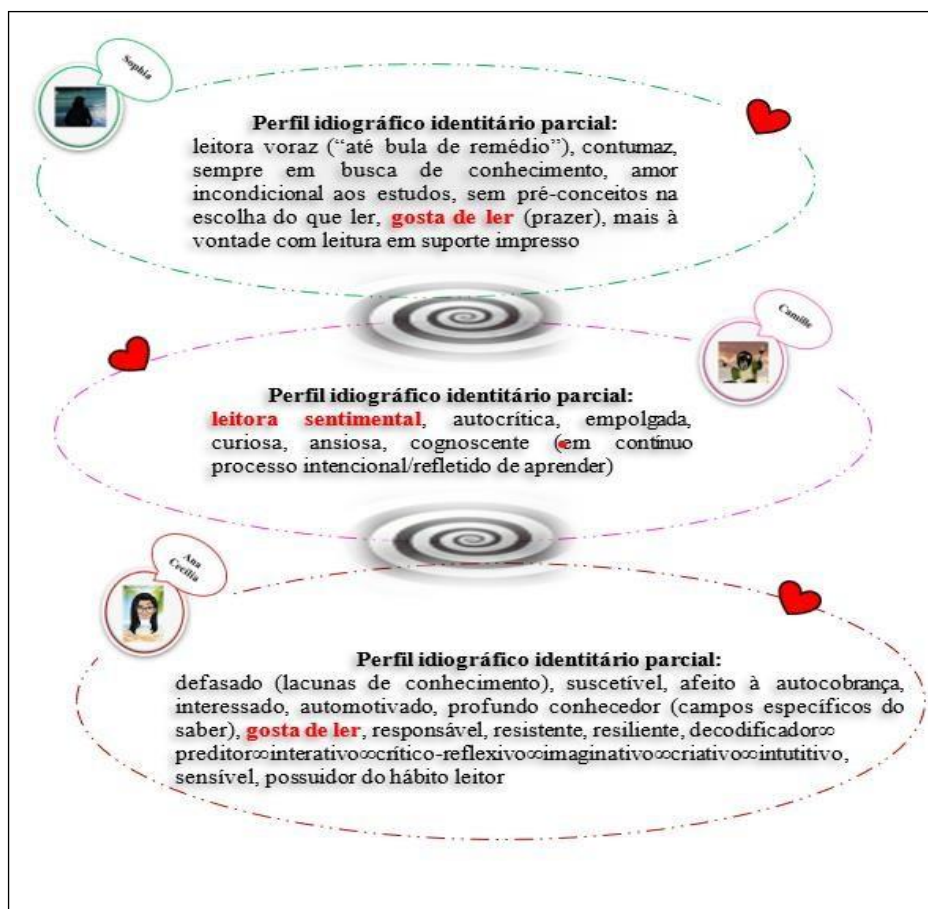 Sophia
Perfil idiográfico identitário parcial:
leitora voraz (“até bula de remédio”), contumaz,
sempre em busca de conhecimento, amor
incondicional aos estudos, sem pré-conceitos na
escolha do que ler, gosta de ler (prazer), mais à
vontade com leitura em suporte impresso
Camille
Perfil idiográfico identitário parcial:
leitora sentimental, autocrítica, empolgada,
curiosa, ansiosa, cognoscente (em contínuo
processo intencional/refletido de aprender)
Ana
Cecília
Perfil idiográfico identitário parcial:
defasado (lacunas de conhecimento), suscetível, afeito à autocobrança,
interessado, automotivado, profundo conhecedor (campos específicos do
saber), gosta de ler, responsável, resistente, resiliente, decodificador∞
preditor∞interativo∞crítico-reflexivo∞imaginativo∞criativo∞intutitivo,
sensível, possuidor do hábito leitor